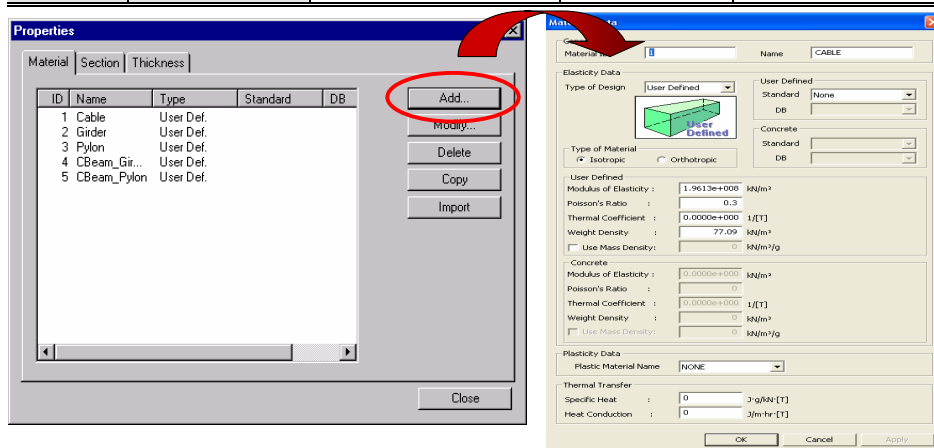 Properties
Material Section Thickness
ID Name Type Standard DB
1 Cable User Def.
2 Girder User Def.
3 Pylon User Def.
4 CBeam_Gir... User Def.
5 CBeam_Pylon User Def.
Add...
Modify...
Delete
Copy
Import
Close
General
Material ID 1 Name CABLE
Elasticity Data
Type of Design User Defined
User Defined
User Defined
Standard None
DB
Concrete
Standard
DB
Type of Material
Isotropic Orthotropic
User Defined
Modulus of Elasticity : 1.9613e+008 kN/m²
Poisson's Ratio : 0.3
Thermal Coefficient : 0.0000e+000 1/[T]
Weight Density : 77.09 kN/m³
Use Mass Density: 0 kN/m³/g
Concrete
Modulus of Elasticity : 0.0000e+000 kN/m²
Poisson's Ratio : 0
Thermal Coefficient : 0.0000e+000 1/[T]
Weight Density : 0 kN/m³
Use Mass Density: 0 kN/m³/g
Plasticity Data
Plastic Material Name NONE
Thermal Transfer
Specific Heat : 0 J·g/kN·[T]
Heat Conduction : 0 J/m·hr·[T]
OK Cancel Apply